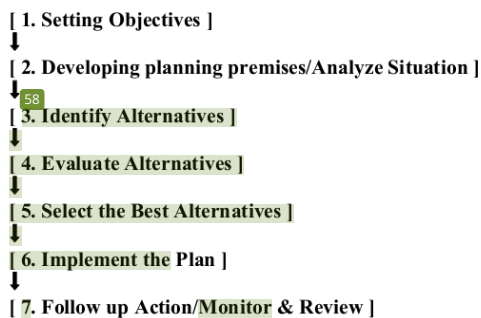 [ 1. Setting Objectives ]
[ 2. Developing planning premises/Analyze Situation ]
58
[ 3. Identify Alternatives ]
[ 4. Evaluate Alternatives ]
[ 5. Select the Best Alternatives ]
[ 6. Implement the Plan ]
[ 7. Follow up Action/Monitor & Review ]